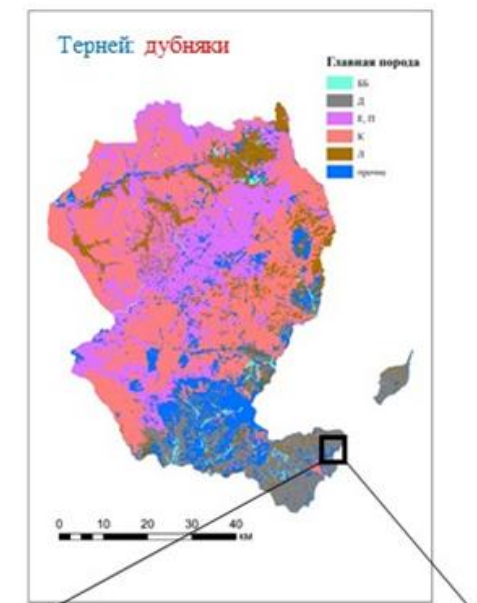 Терней: дубняки
Главная порода
ББ
Д
Е, П
К
Л
прочие
0 10 20 30 40
км